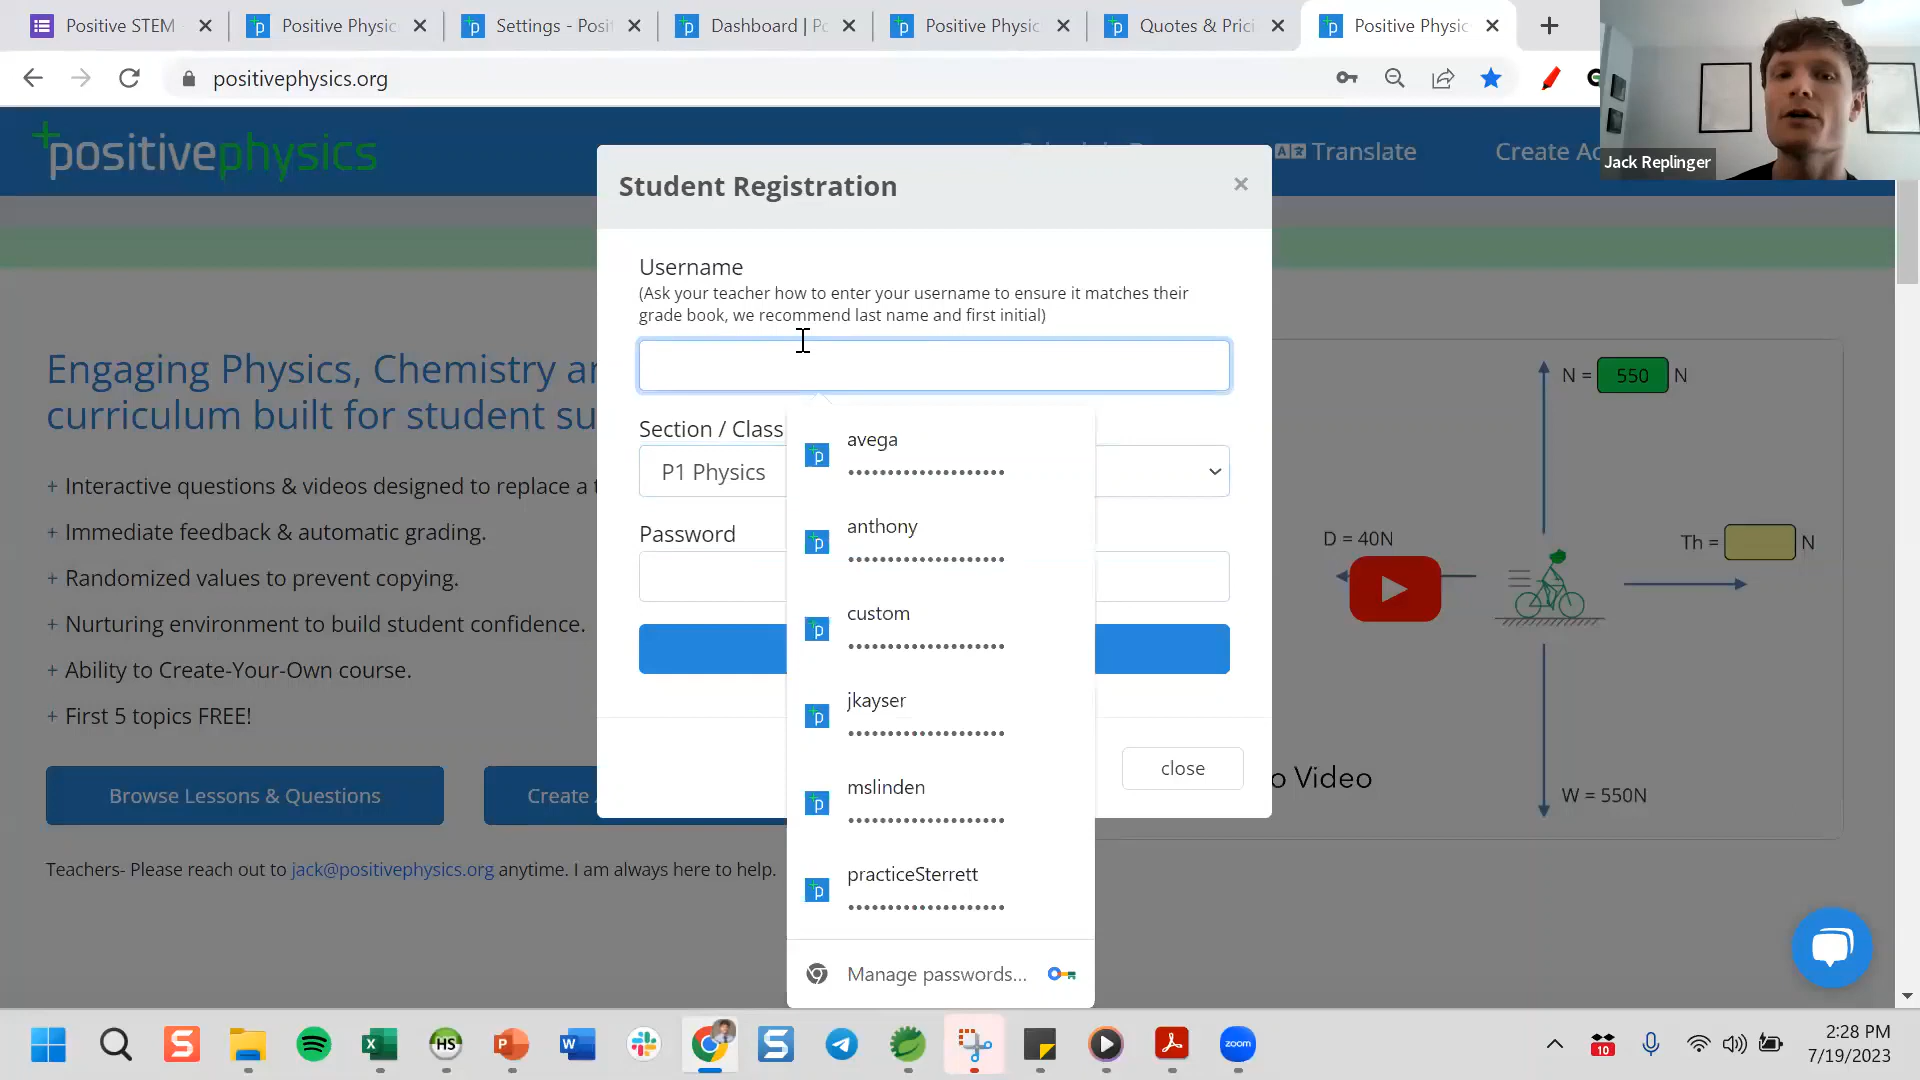 Positive STEM
Positive Physic
Settings - Posit
Dashboard | Po
Positive Physic
Quotes & Prici
Positive Physic
positivephysics.org
positivephysics
Translate
Create Ac
Jack Replinger
Student Registration
×
Username
(Ask your teacher how to enter your username to ensure it matches their
grade book, we recommend last name and first initial)
Section / Class
P1 Physics
Password
avega
anthony
custom
jkayser
mslinden
practiceSterrett
Manage passwords...
close
Engaging Physics, Chemistry an
curriculum built for student su
+ Interactive questions & videos designed to replace a t
+ Immediate feedback & automatic grading.
+ Randomized values to prevent copying.
+ Nurturing environment to build student confidence.
+ Ability to Create-Your-Own course.
+ First 5 topics FREE!
Browse Lessons & Questions
Create
Teachers- Please reach out to jack@positivephysics.org anytime. I am always here to help.
N = 550 N
D = 40N
Th = N
W = 550N
o Video
HS
zoom
10
2:28 PM
7/19/2023